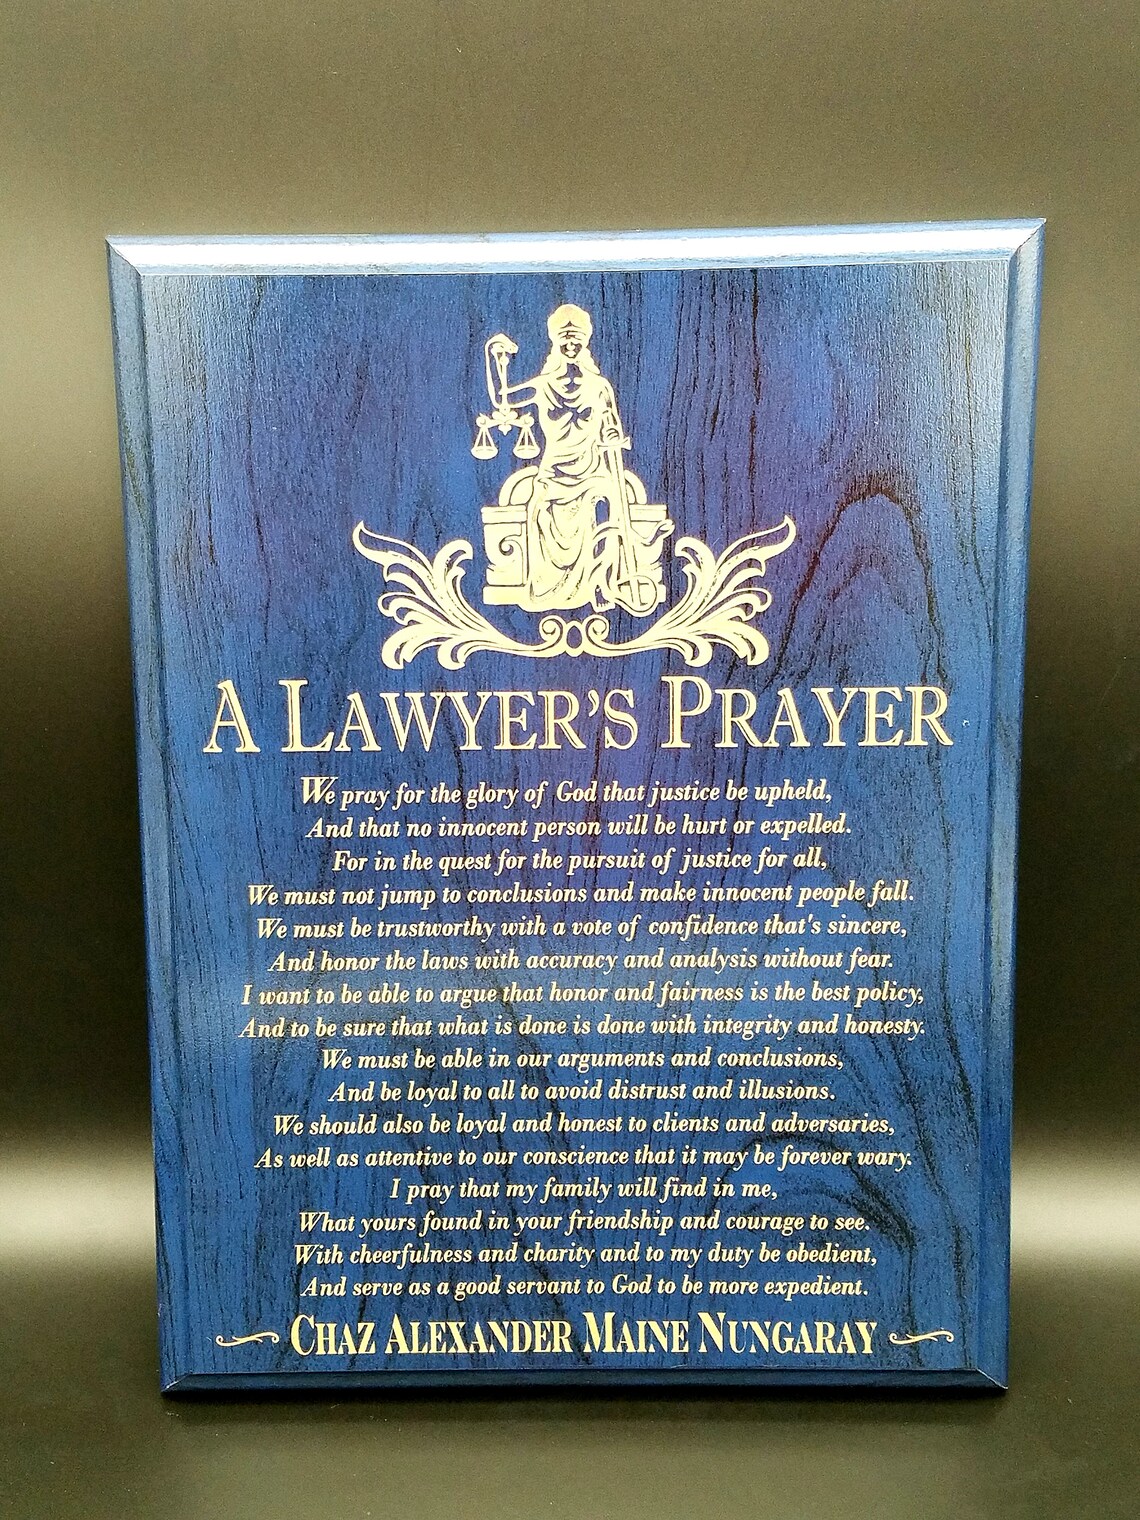 A LAWYER'S PRAYER
We pray for the glory of God that justice be upheld,
And that no innocent person will be hurt or expelled.
For in the quest for the pursuit of justice for all,
We must not jump to conclusions and make innocent people fall.
We must be trustworthy with a vote of confidence that's sincere,
And honor the laws with accuracy and analysis without fear.
I want to be able to argue that honor and fairness is the best policy,
And to be sure that what is done is done with integrity and honesty.
We must be able in our arguments and conclusions,
And be loyal to all to avoid distrust and illusions.
We should also be loyal and honest to clients and adversaries,
As well as attentive to our conscience that it may be forever wary.
I pray that my family will find in me,
What yours found in your friendship and courage to see.
With cheerfulness and charity and to my duty be obedient,
And serve as a good servant to God to be more expedient.
CHAZ ALEXANDER MAINE NUNGARAY